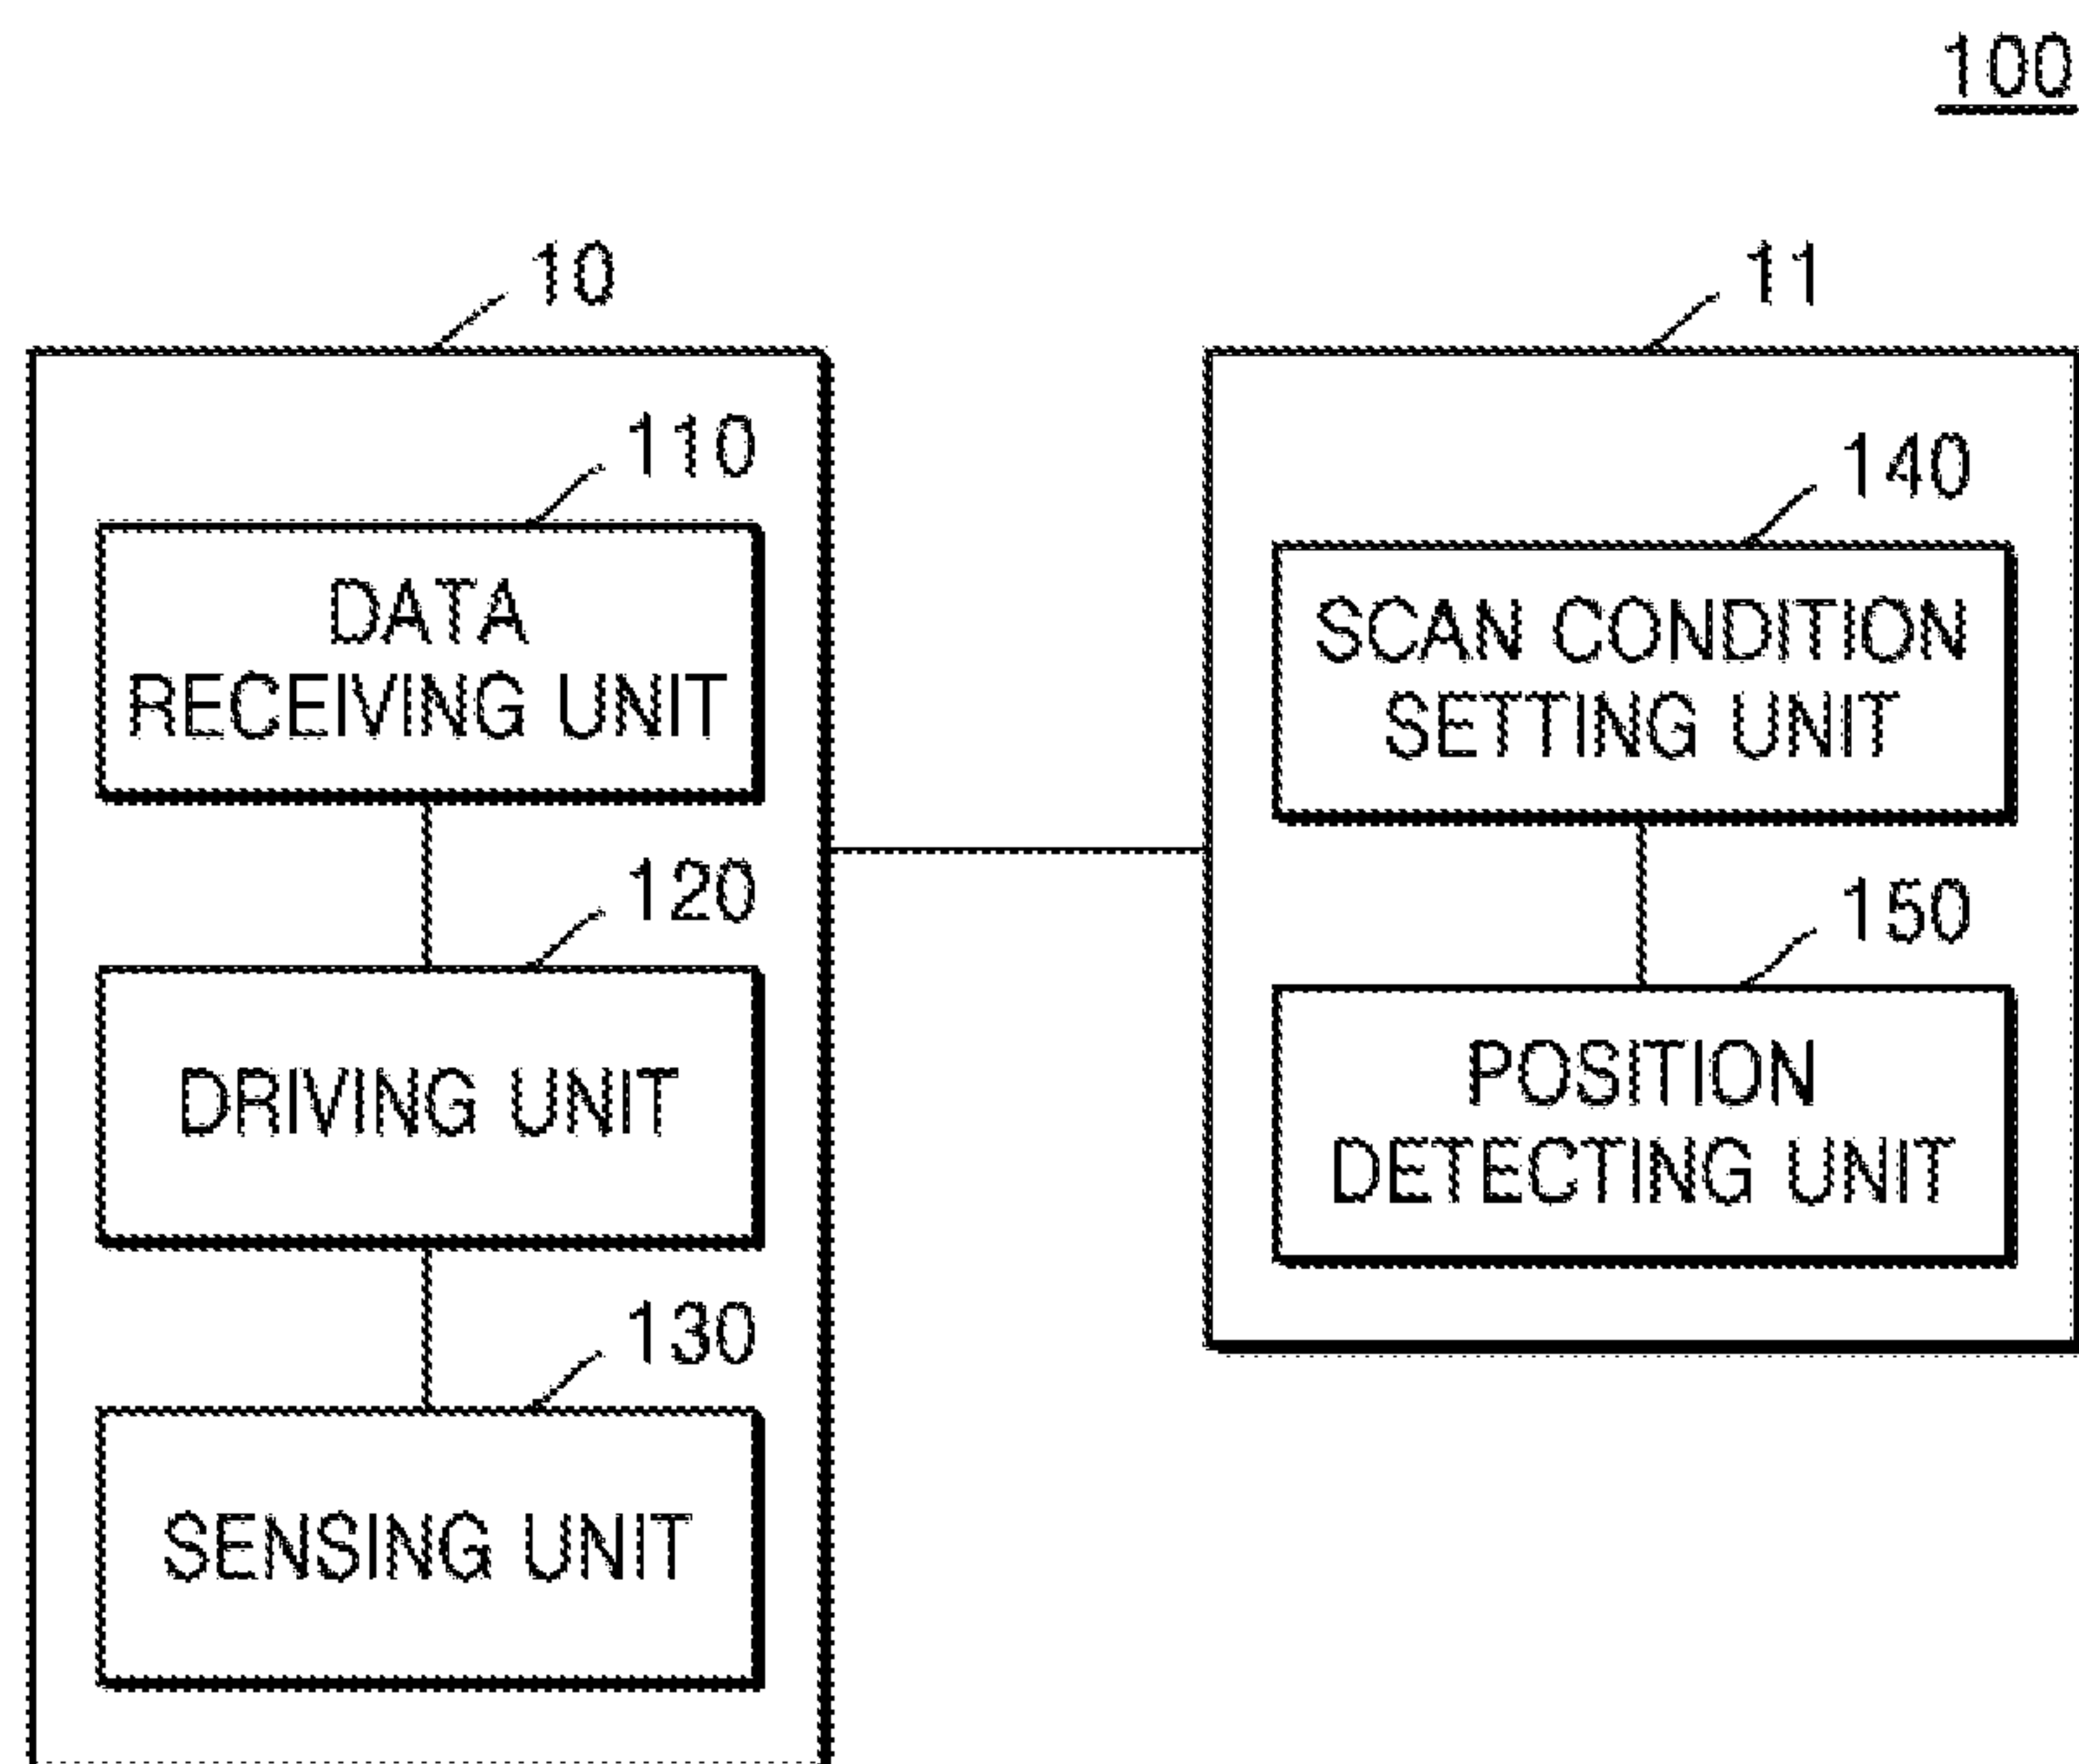 100
10
110
DATA
RECEIVING UNIT
120
DRIVING UNIT
130
SENSING UNIT
11
140
SCAN CONDITION
SETTING UNIT
150
POSITION
DETECTING UNIT